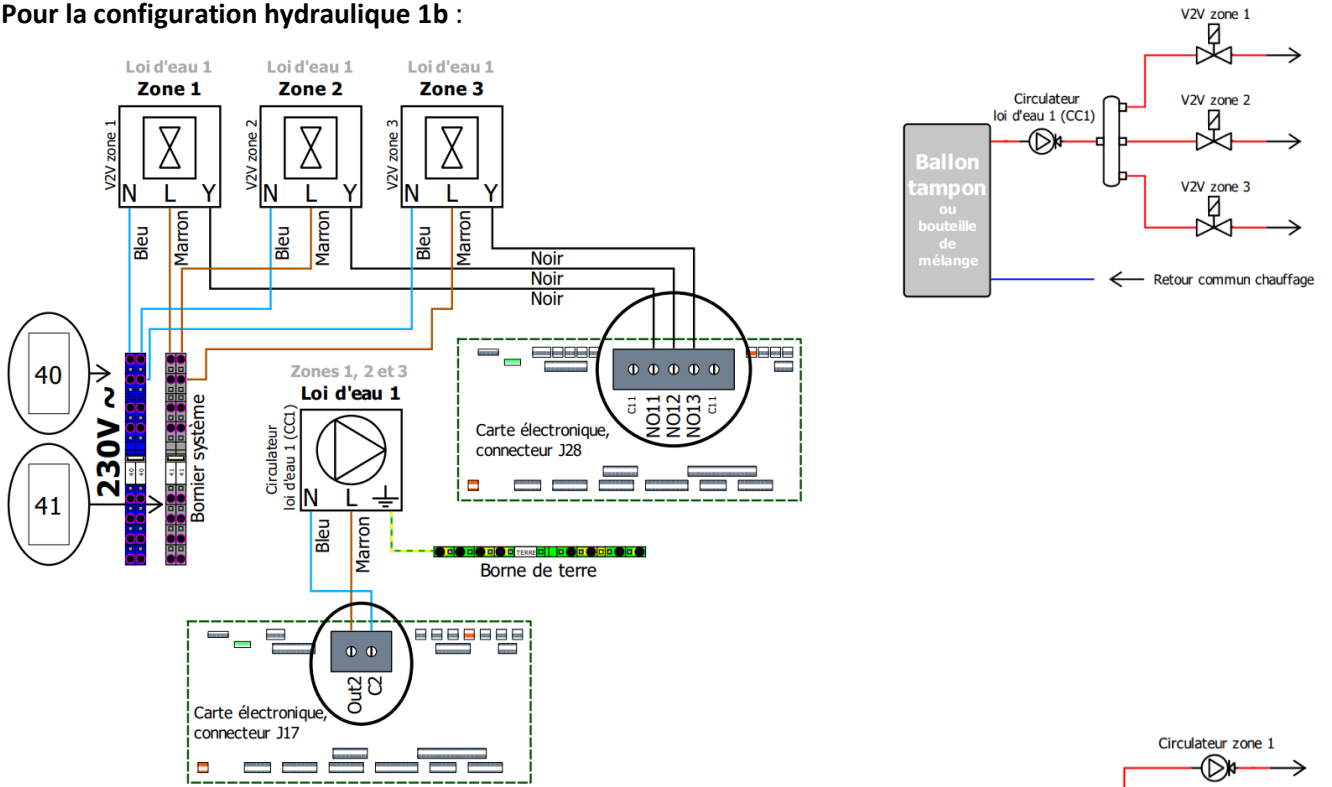 Pour la configuration hydraulique 1b :
Loi d'eau 1
Zone 1
Loi d'eau 1
Zone 2
Loi d'eau 1
Zone 3
V2V zone 1
V2V zone 2
V2V zone 3
N L Y
N L Y
N L Y
Bleu
Marron
Bleu
Marron
Bleu
Marron
Noir
Noir
Noir
40
41
230V ~
40 40
41 41
Bornier système
Zones 1, 2 et 3
Loi d'eau 1
Circulateur
loi d'eau 1 (CC1)
N L
Bleu
Marron
TERRE
Borne de terre
C11
NO11
NO12
NO13
C11
Carte électronique,
connecteur J28
Out2
C2
Carte électronique,
connecteur J17
V2V zone 1
Circulateur
loi d'eau 1 (CC1)
V2V zone 2
V2V zone 3
Ballon
tampon
ou
bouteille
de
mélange
Retour commun chauffage
Circulateur zone 1